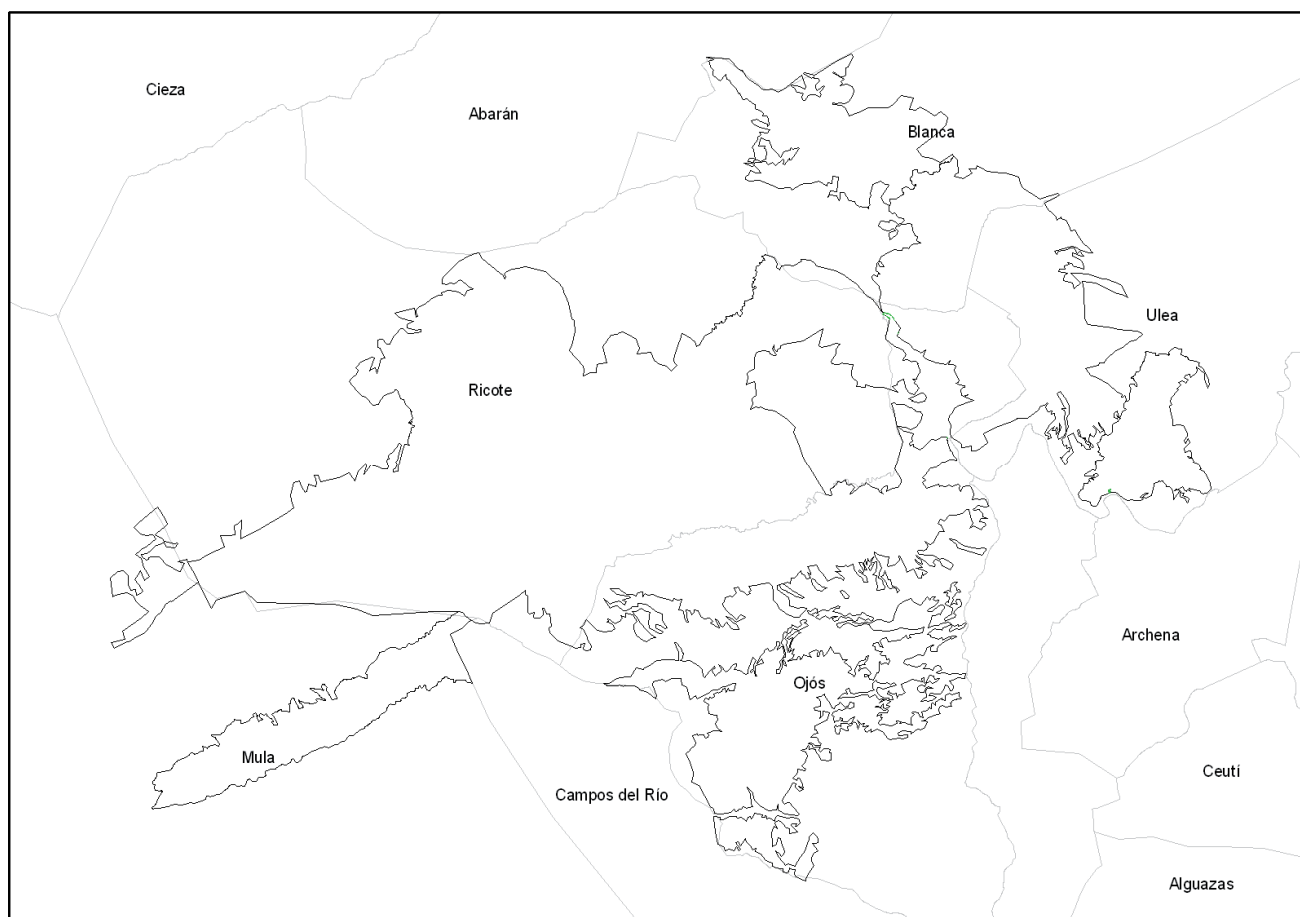 Cieza
Abarán
Blanca
Ulea
Ricote
Archena
Ojós
Mula
Ceutí
Campos del Río
Alguazas